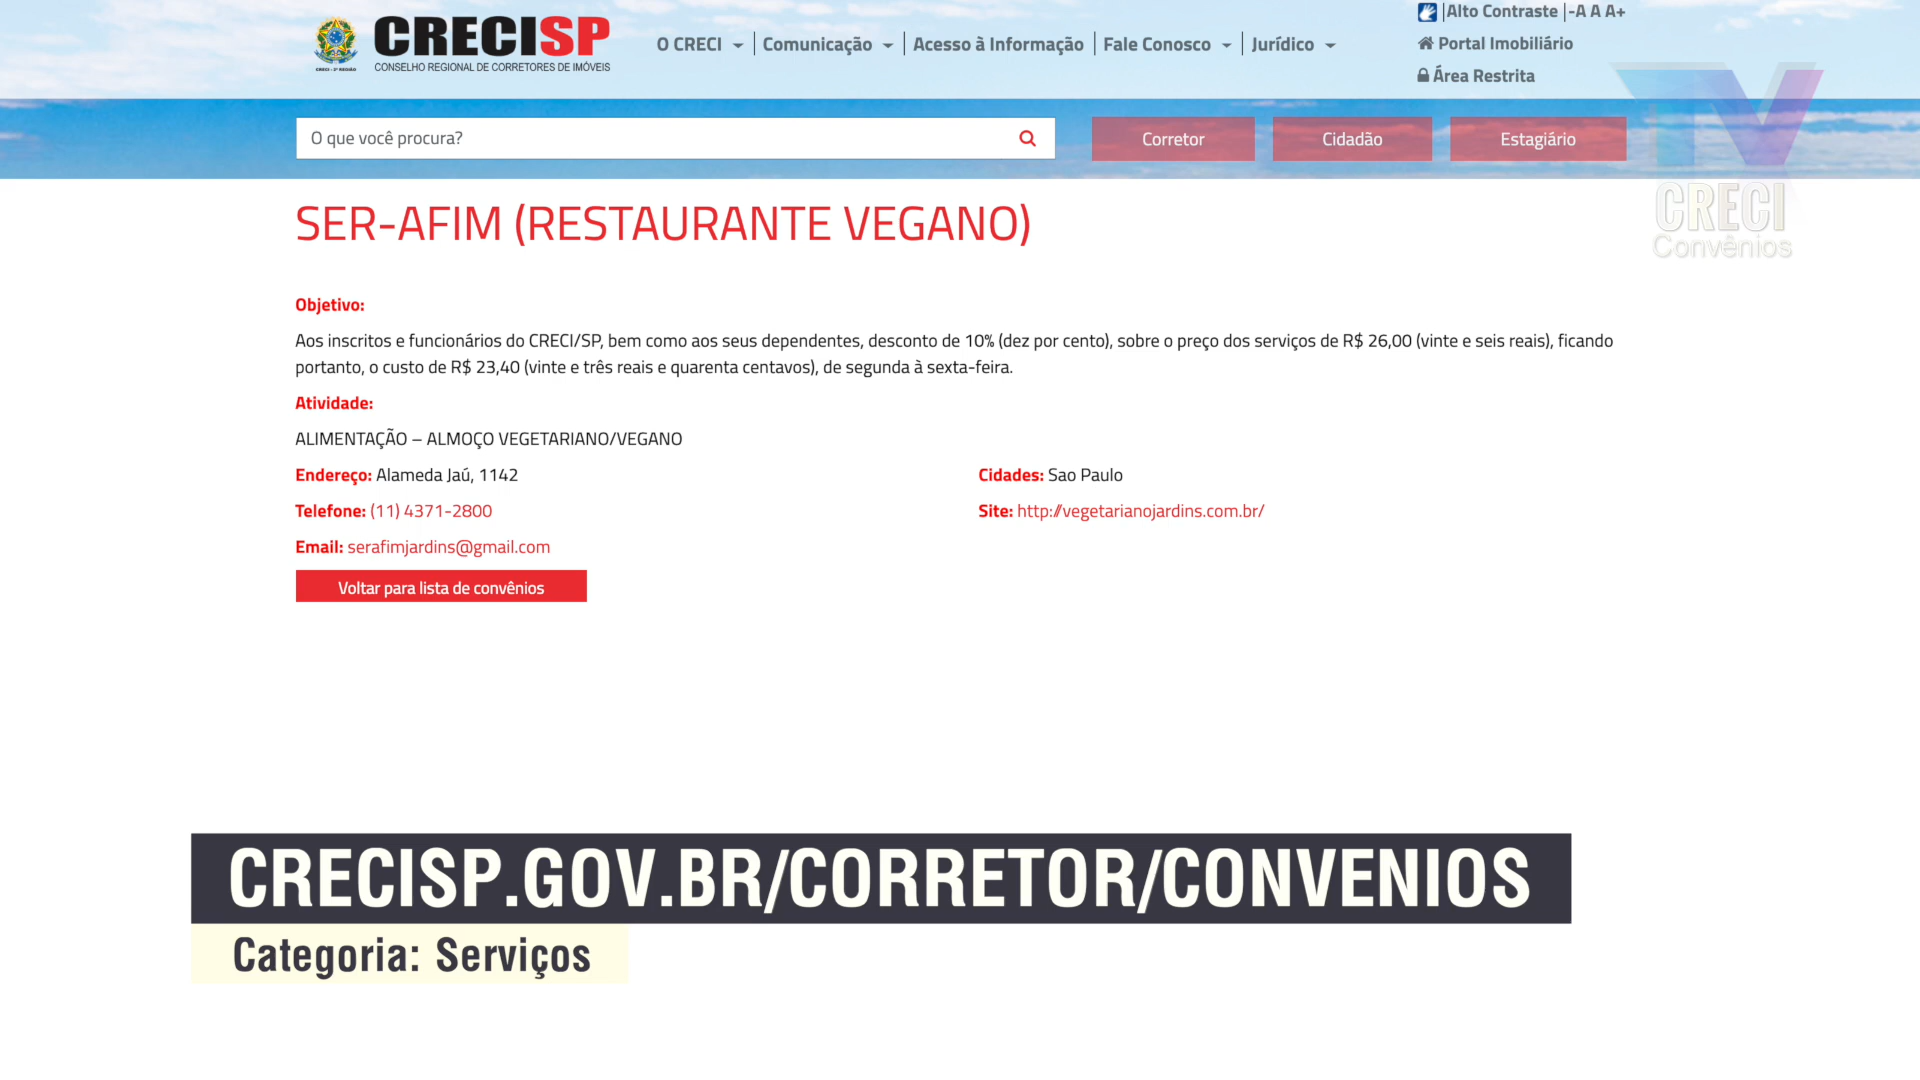 CRECISP
CONSELHO REGIONAL DE CORRETORES DE IMÓVEIS
CRECI - 2ª REGIÃO
O CRECI
Comunicação
Acesso à Informação
Fale Conosco
Jurídico
|Alto Contraste |-A A A+
Portal Imobiliário
Área Restrita
O que você procura?
Corretor
Cidadão
Estagiário
TV
CRECI
Convênios
SER-AFIM (RESTAURANTE VEGANO)
Objetivo:
Aos inscritos e funcionários do CRECI/SP, bem como aos seus dependentes, desconto de 10% (dez por cento), sobre o preço dos serviços de R$ 26,00 (vinte e seis reais), ficando
portanto, o custo de R$ 23,40 (vinte e três reais e quarenta centavos), de segunda à sexta-feira.
Atividade:
ALIMENTAÇÃO – ALMOÇO VEGETARIANO/VEGANO
Endereço: Alameda Jaú, 1142
Cidades: Sao Paulo
Telefone: (11) 4371-2800
Site: http://vegetarianojardins.com.br/
Email: serafimjardins@gmail.com
Voltar para lista de convênios
CRECISP.GOV.BR/CORRETOR/CONVENIOS
Categoria: Serviços